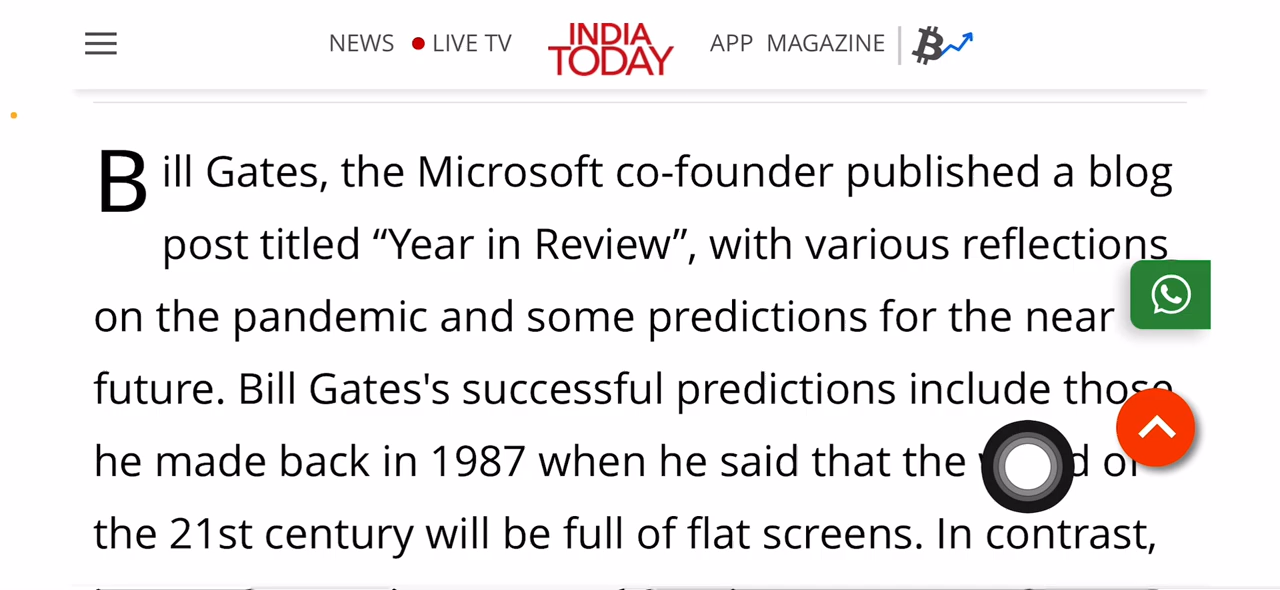 NEWS LIVE TV INDIA TODAY APP MAGAZINE
Bill Gates, the Microsoft co-founder published a blog
post titled “Year in Review”, with various reflections
on the pandemic and some predictions for the near
future. Bill Gates's successful predictions include those
he made back in 1987 when he said that the of
the 21st century will be full of flat screens. In contrast,